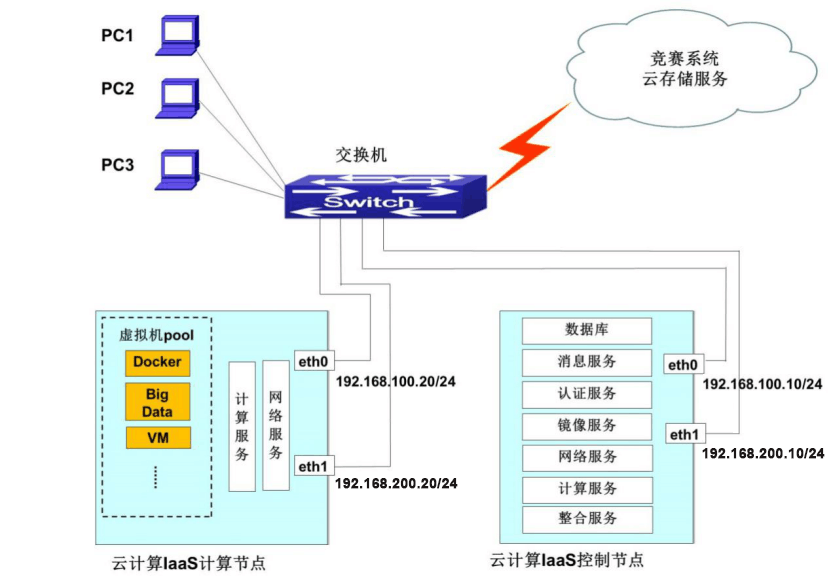 PC1
PC2
PC3
竞赛系统
云存储服务
交换机
Switch
虚拟机pool
Docker
Big
Data
VM
计算服务
网络服务
eth0
192.168.100.20/24
eth1
192.168.200.20/24
云计算IaaS计算节点
数据库
消息服务
认证服务
镜像服务
网络服务
计算服务
整合服务
eth0
192.168.100.10/24
eth1
192.168.200.10/24
云计算IaaS控制节点